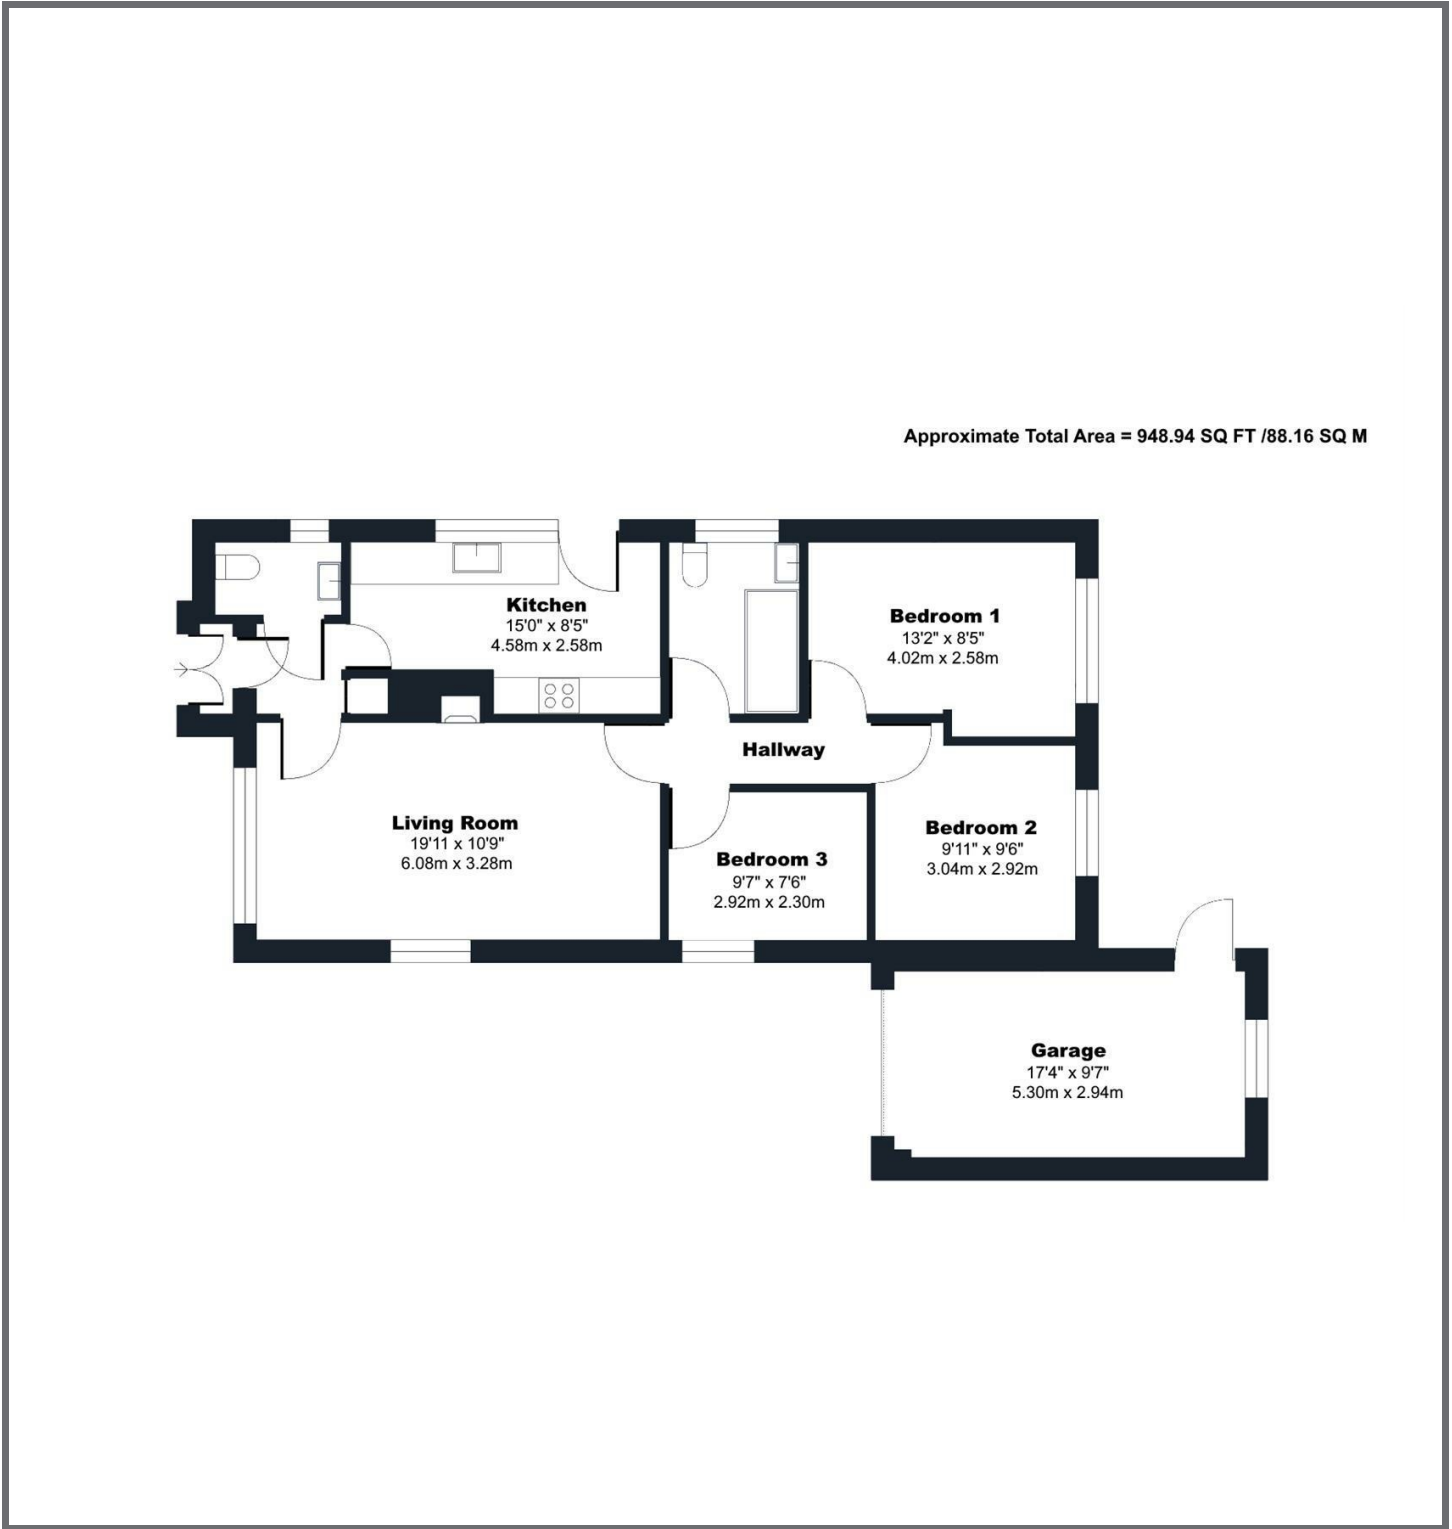 Approximate Total Area = 948.94 SQ FT /88.16 SQ M
Kitchen
15'0" x 8'5"
4.58m x 2.58m
Bedroom 1
13'2" x 8'5"
4.02m x 2.58m
Hallway
Living Room
19'11 x 10'9"
6.08m x 3.28m
Bedroom 2
9'11" x 9'6"
3.04m x 2.92m
Bedroom 3
9'7" x 7'6"
2.92m x 2.30m
Garage
17'4" x 9'7"
5.30m x 2.94m